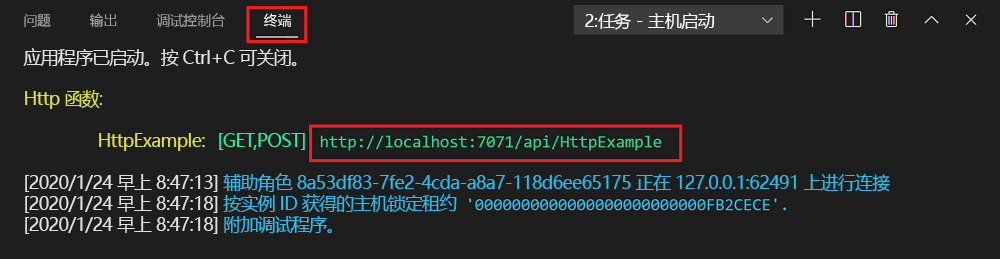 问题 输出 调试控制台 终端 2:任务 - 主机启动
应用程序已启动。按 Ctrl+C 可关闭。
Http 函数:
HttpExample: [GET,POST] http://localhost:7071/api/HttpExample
[2020/1/24 早上 8:47:13] 辅助角色 8a53df83-7fe2-4cda-a8a7-118d6ee65175 正在 127.0.0.1:62491 上进行连接
[2020/1/24 早上 8:47:18] 按实例 ID 获得的主机锁定租约 '000000000000000000000000FB2CECE'.
[2020/1/24 早上 8:47:18] 附加调试程序。